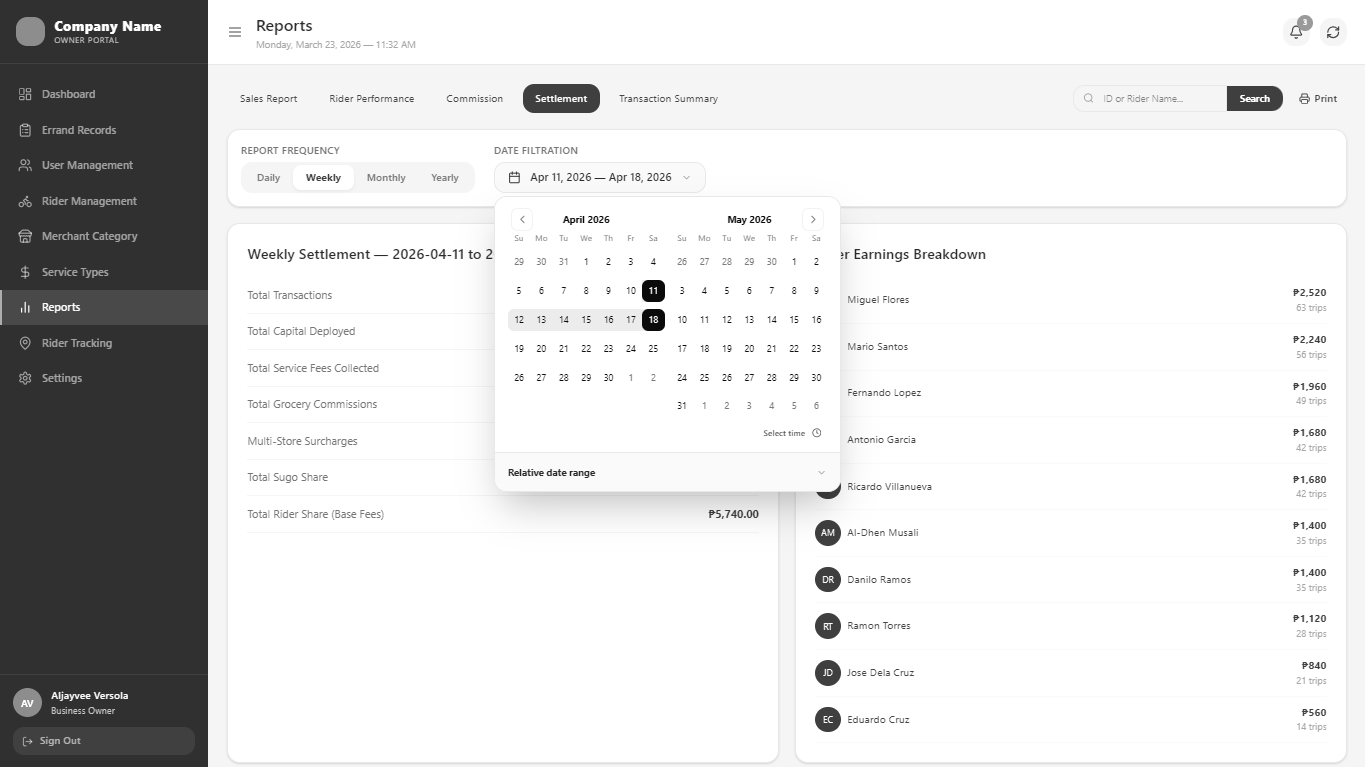 Company Name
OWNER PORTAL
Dashboard
Errand Records
User Management
Rider Management
Merchant Category
Service Types
Reports
Rider Tracking
Settings
AV
Aljayvee Versola
Business Owner
Sign Out
Reports
Monday, March 23, 2026 — 11:32 AM
3
Sales Report Rider Performance Commission Settlement Transaction Summary
ID or Rider Name... Search Print
REPORT FREQUENCY
Daily Weekly Monthly Yearly
DATE FILTRATION
Apr 11, 2026 — Apr 18, 2026
April 2026
Su Mo Tu We Th Fr Sa
29 30 31 1 2 3 4
5 6 7 8 9 10 11
12 13 14 15 16 17 18
19 20 21 22 23 24 25
26 27 28 29 30 1 2
May 2026
Su Mo Tu We Th Fr Sa
26 27 28 29 30 1 2
3 4 5 6 7 8 9
10 11 12 13 14 15 16
17 18 19 20 21 22 23
24 25 26 27 28 29 30
31 1 2 3 4 5 6
Select time
Relative date range
Weekly Settlement — 2026-04-11 to 2
Total Transactions
Total Capital Deployed
Total Service Fees Collected
Total Grocery Commissions
Multi-Store Surcharges
Total Sugo Share
Total Rider Share (Base Fees) ₱5,740.00
Earnings Breakdown
Miguel Flores ₱2,520
63 trips
Mario Santos ₱2,240
56 trips
Fernando Lopez ₱1,960
49 trips
Antonio Garcia ₱1,680
42 trips
Ricardo Villanueva ₱1,680
42 trips
AM Al-Dhen Musali ₱1,400
35 trips
DR Danilo Ramos ₱1,400
35 trips
RT Ramon Torres ₱1,120
28 trips
JD Jose Dela Cruz ₱840
21 trips
EC Eduardo Cruz ₱560
14 trips